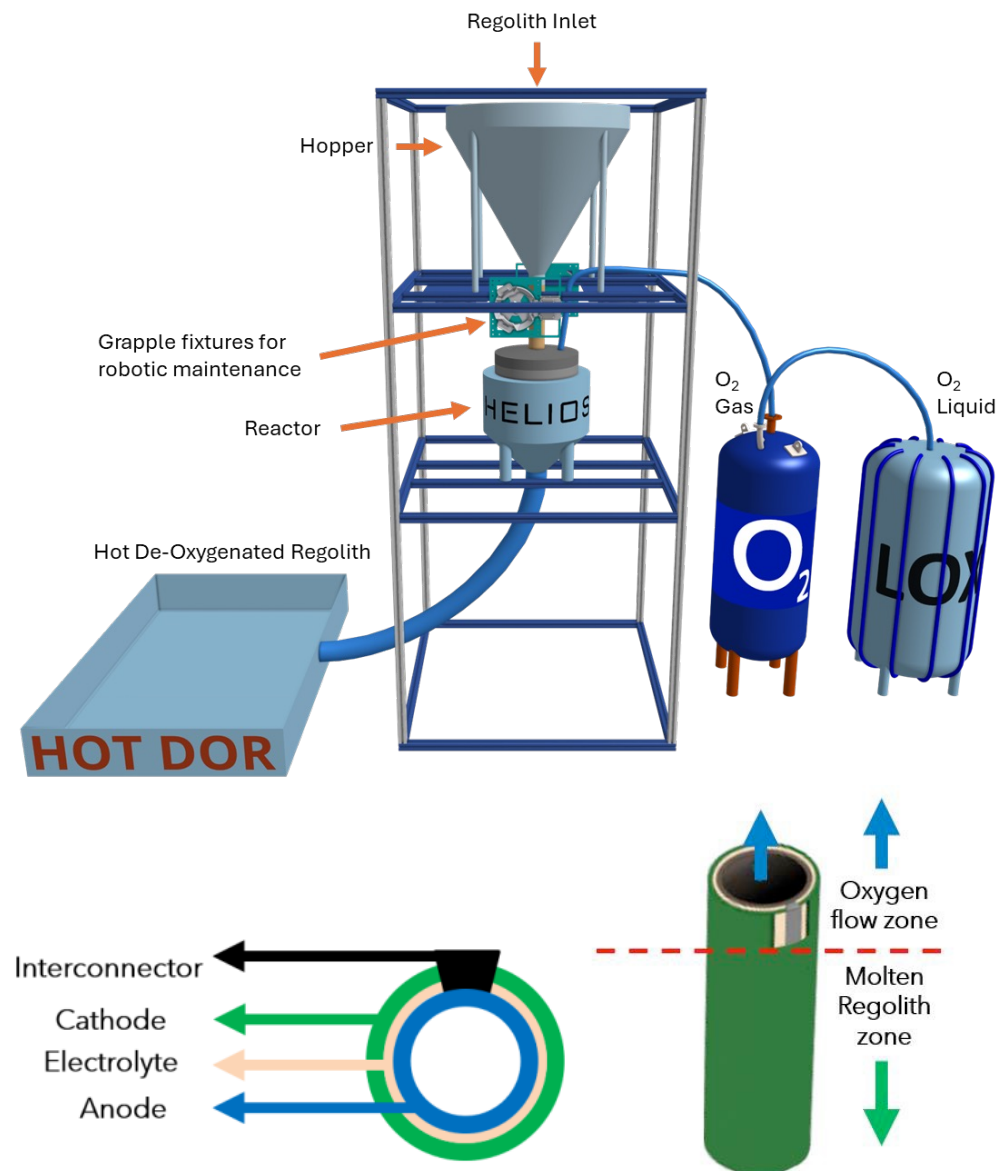 Regolith Inlet
Hopper
Grapple fixtures for
robotic maintenance
Reactor
HELIOS
O₂
Gas
O₂
Liquid
O₂
LOX
Hot De-Oxygenated Regolith
HOT DOR
Interconnector
Cathode
Electrolyte
Anode
Oxygen
flow zone
Molten
Regolith
zone